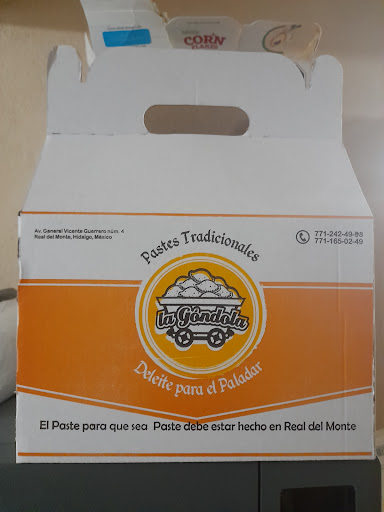 CORN
FLAKES
Av. General Vicente Guerrero núm. 4
Real del Monte, Hidalgo, México
771-242-49-86
771-165-02-49
Pastes Tradicionales
la Góndola
Deleite para el Paladar
El Paste para que sea Paste debe estar hecho en Real del Monte